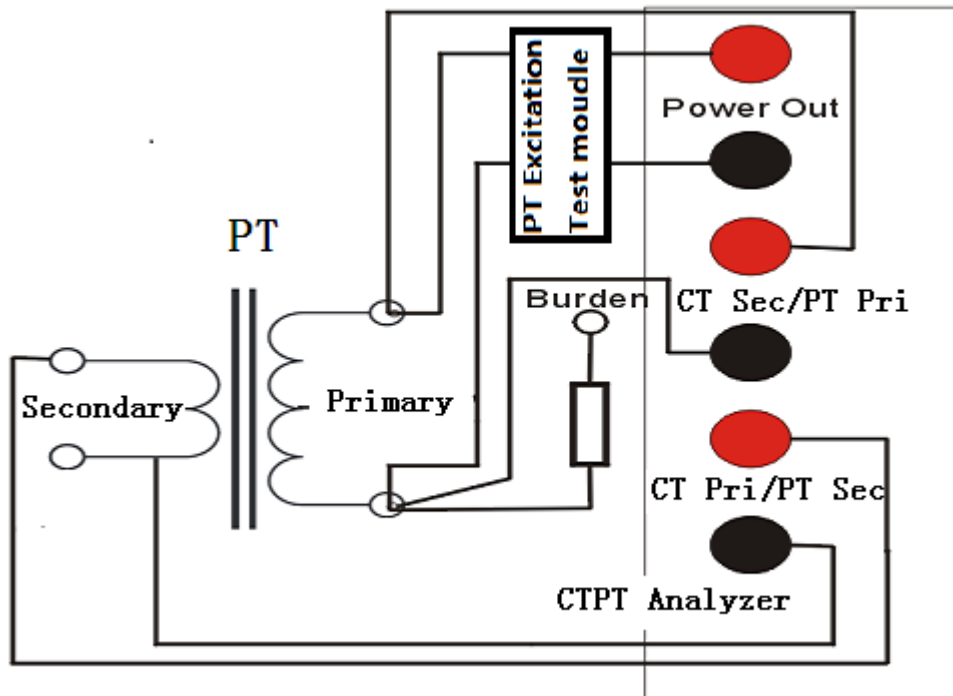 PT Excitation
Test moudle
Power Out
PT
CT Sec/PT Pri
Burden
Secondary
Primary
CT Pri/PT Sec
CTPT Analyzer